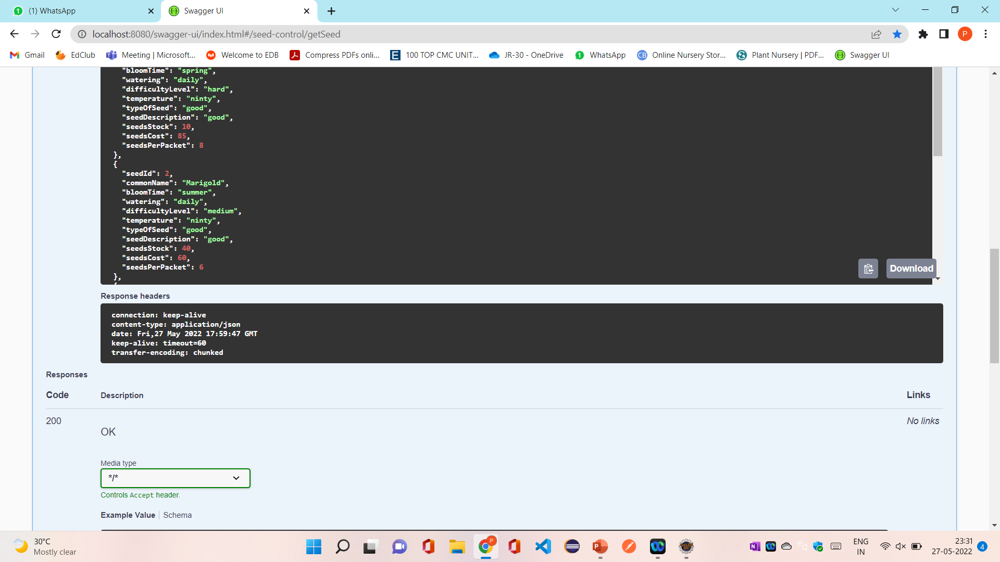 (1) WhatsApp
Swagger UI
localhost:8080/swagger-ui/index.html#/seed-control/getSeed
P
Gmail
EdClub
Meeting | Microsoft...
Welcome to EDB
Compress PDFs onli...
100 TOP CMC UNIT...
JR-30 - OneDrive
WhatsApp
Online Nursery Stor...
Plant Nursery | PDF...
Swagger UI
"bloomTime": "spring",
"watering": "daily",
"difficultyLevel": "hard",
"temperature": "ninty",
"typeOfSeed": "good",
"seedDescription": "good",
"seedsStock": 10,
"seedsCost": 85,
"seedsPerPacket": 8
},
{
"seedId": 2,
"commonName": "Marigold",
"bloomTime": "summer",
"watering": "daily",
"difficultyLevel": "medium",
"temperature": "ninty",
"typeOfSeed": "good",
"seedDescription": "good",
"seedsStock": 40,
"seedsCost": 60,
"seedsPerPacket": 6
},
Download
Response headers
connection: keep-alive
content-type: application/json
date: Fri,27 May 2022 17:59:47 GMT
keep-alive: timeout=60
transfer-encoding: chunked
Responses
Code Description Links
200 No links
OK
Media type
*/*
Controls Accept header.
Example Value Schema
30°C
Mostly clear
ENG
IN
23:31
27-05-2022
4